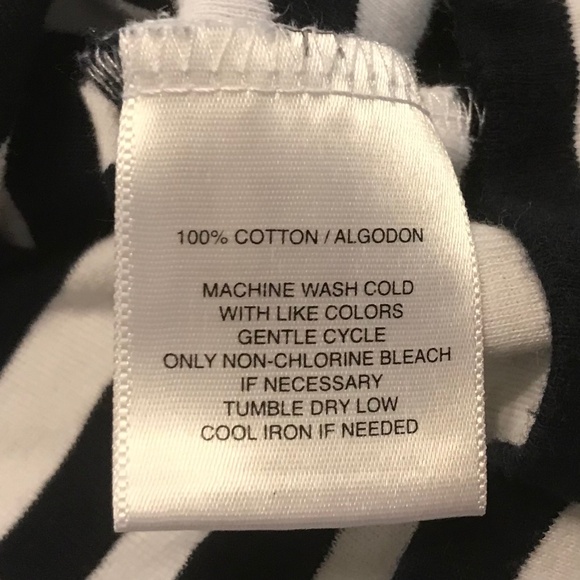 100% COTTON / ALGODON
MACHINE WASH COLD
WITH LIKE COLORS
GENTLE CYCLE
ONLY NON-CHLORINE BLEACH
IF NECESSARY
TUMBLE DRY LOW
COOL IRON IF NEEDED